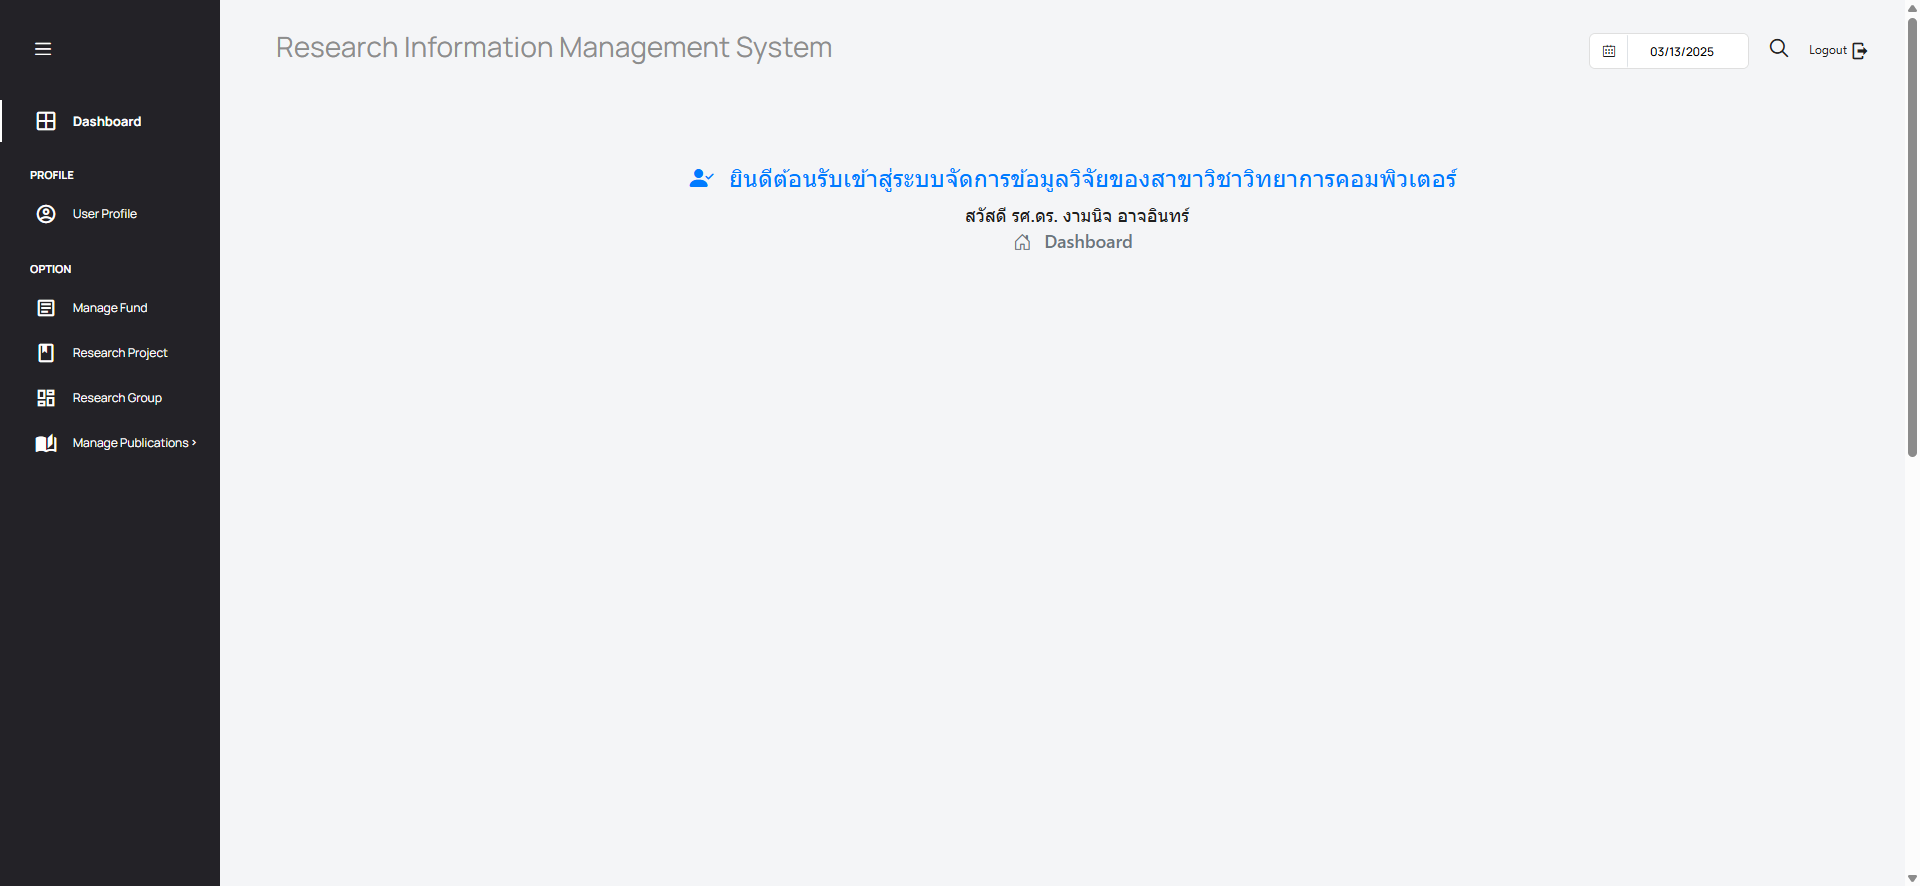 Research Information Management System
03/13/2025
Logout
Dashboard
PROFILE
User Profile
OPTION
Manage Fund
Research Project
Research Group
Manage Publications >
ยินดีต้อนรับเข้าสู่ระบบจัดการข้อมูลวิจัยของสาขาวิชาวิทยาการคอมพิวเตอร์
สวัสดี รศ.ดร. งามนิจ อาจอินทร์
Dashboard